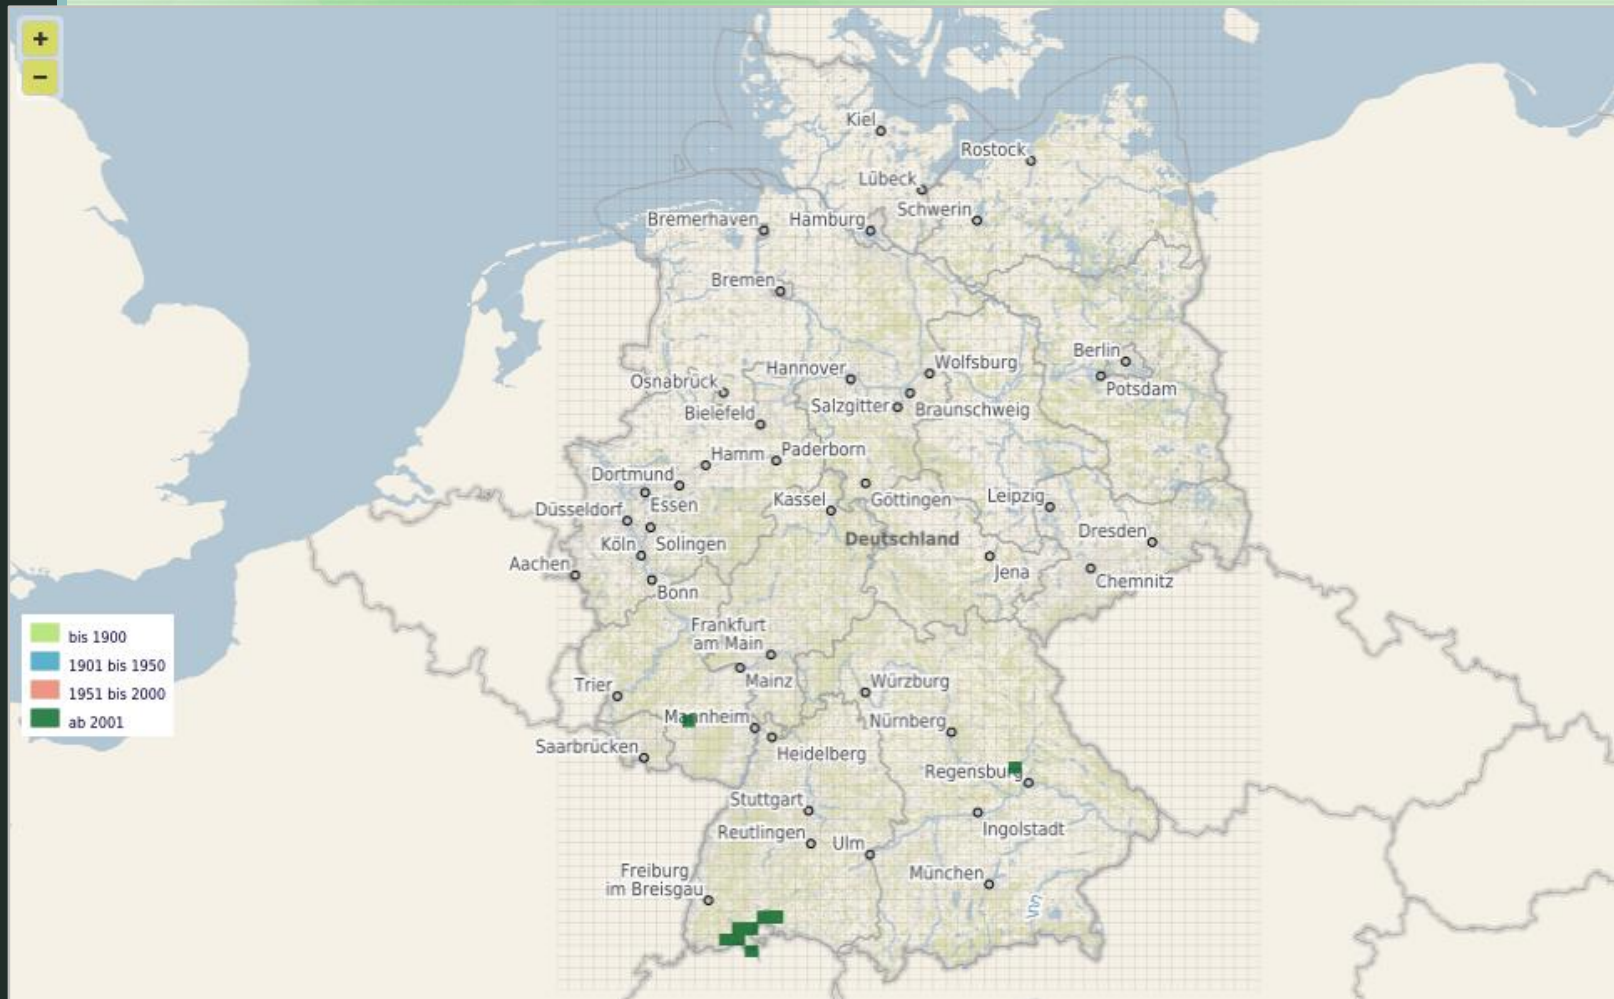 +
−
Kiel
Rostock
Lübeck
Schwerin
Bremerhaven
Hamburg
Bremen
Berlin
Wolfsburg
Hannover
Osnabrück
Potsdam
Salzgitter
Braunschweig
Bielefeld
Paderborn
Hamm
Dortmund
Kassel
Göttingen
Leipzig
Essen
Düsseldorf
Dresden
Deutschland
Köln
Solingen
Aachen
Jena
Chemnitz
Bonn
Frankfurt
am Main
bis 1900
1901 bis 1950
1951 bis 2000
ab 2001
Mainz
Würzburg
Trier
Mannheim
Nürnberg
Saarbrücken
Heidelberg
Regensburg
Stuttgart
Ingolstadt
Reutlingen
Ulm
München
Freiburg
im Breisgau